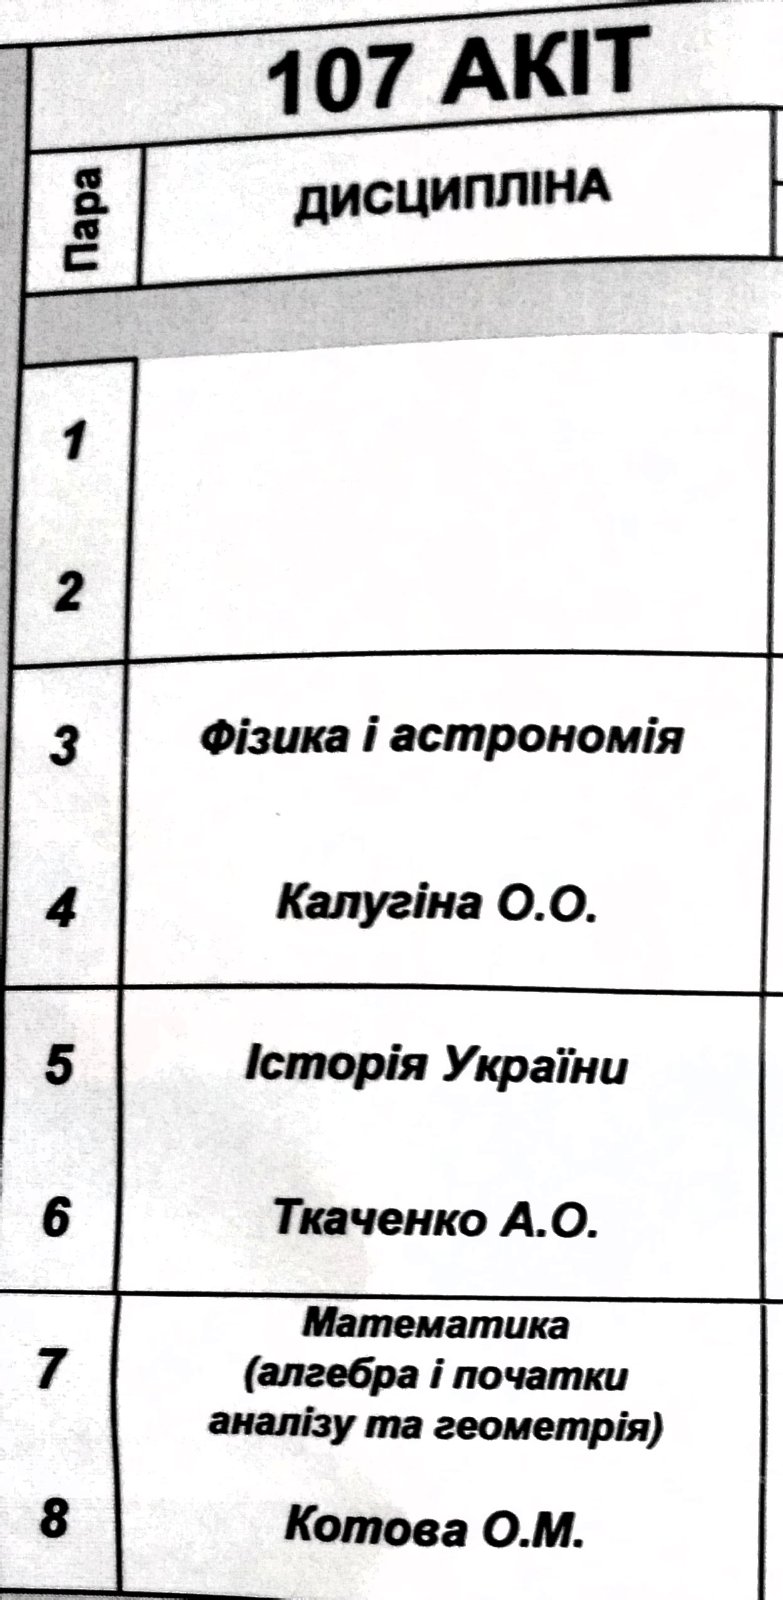 107 АКІТ
Пара
ДИСЦИПЛІНА
1
2
3
Фізика і астрономія
4
Калугіна О.О.
5
Історія України
6
Ткаченко А.О.
Математика
7
(алгебра і початки
аналізу та геометрія)
8
Котова О.М.